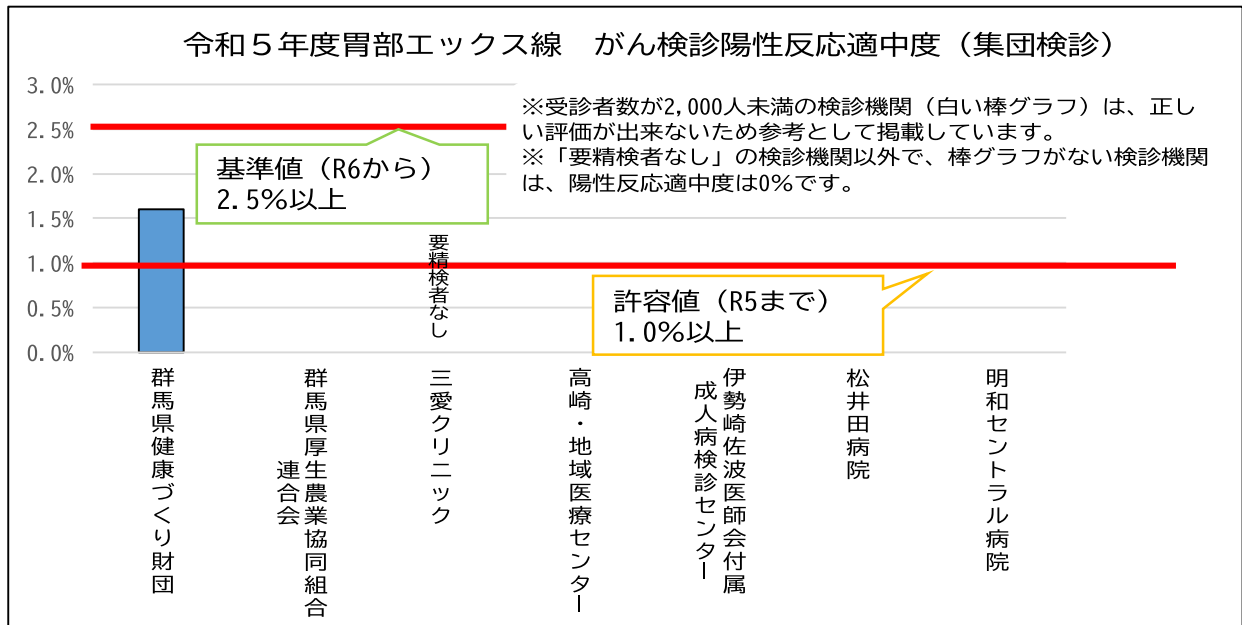 令和５年度胃部エックス線　がん検診陽性反応適中度（集団検診）
3.0%
2.5%
2.0%
1.5%
1.0%
0.5%
0.0%
※受診者数が2,000人未満の検診機関（白い棒グラフ）は、正し
い評価が出来ないため参考として掲載しています。
※「要精検者なし」の検診機関以外で、棒グラフがない検診機関
は、陽性反応適中度は0％です。
基準値（R6から）
2.5%以上
要精検者なし
許容値（R5まで）
1.0%以上
群馬県健康づくり財団
群馬県厚生農業協同組合
連合会
三愛クリニック
高崎・地域医療センター
伊勢崎佐波医師会付属
成人病検診センター
松井田病院
明和セントラル病院